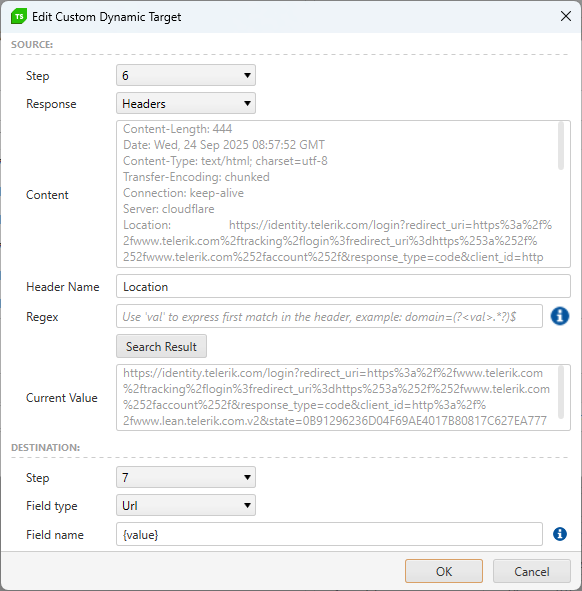 TS Edit Custom Dynamic Target
SOURCE:
Step 6
Response Headers
Content
Content-Length: 444
Date: Wed, 24 Sep 2025 08:57:52 GMT
Content-Type: text/html; charset=utf-8
Transfer-Encoding: chunked
Connection: keep-alive
Server: cloudflare
Location: https://identity.telerik.com/login?redirect_uri=https%3a%2f%
2fwww.telerik.com%2ftracking%2flogin%3fredirect_uri%3dhttps%253a%252f%
252fwww.telerik.com%252faccount%252f&response_type=code&client_id=http
Header Name Location
Regex Use 'val' to express first match in the header, example: domain=(?<val>.*?)$
Search Result
Current Value
https://identity.telerik.com/login?redirect_uri=https%3a%2f%2fwww.telerik.com
%2ftracking%2flogin%3fredirect_uri%3dhttps%253a%252f%252fwww.telerik.com
%252faccount%252f&response_type=code&client_id=http%3a%2f%
2fwww.lean.telerik.com.v2&state=0B91296236D04F69AE4017B80817C627EA777
DESTINATION:
Step 7
Field type Url
Field name {value}
OK Cancel